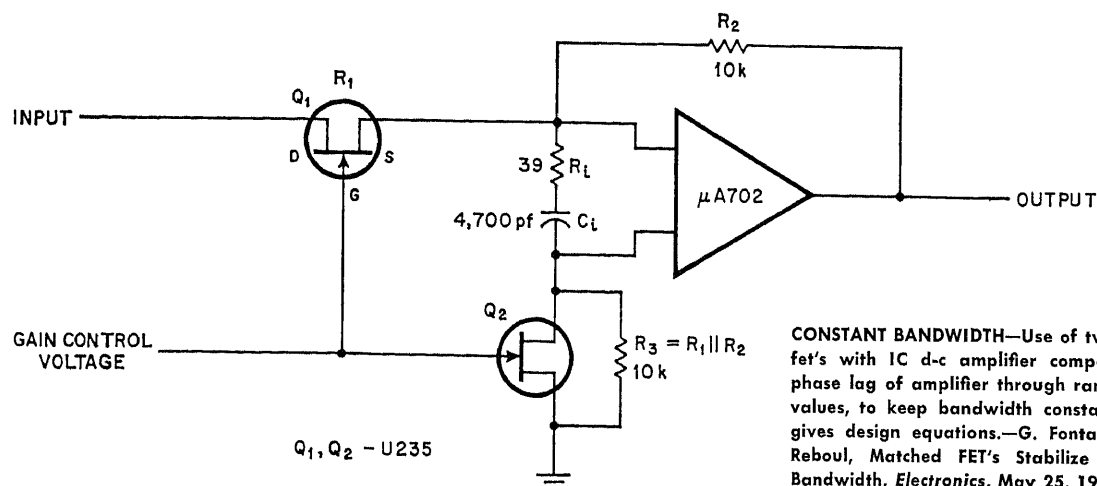 R2
10k
R1
Q1
INPUT
D
S
G
39
Ri
μA702
OUTPUT
4,700 pf
Ci
Q2
GAIN CONTROL
VOLTAGE
R3 = R1 || R2
10k
Q1, Q2 – U235
CONSTANT BANDWIDTH—Use of
fet's with IC d-c amplifier
phase lag of amplifier through
values, to keep bandwidth
gives design equations.—G.
Reboul, Matched FET's Stabilize
Bandwidth, Electronics, May 25,